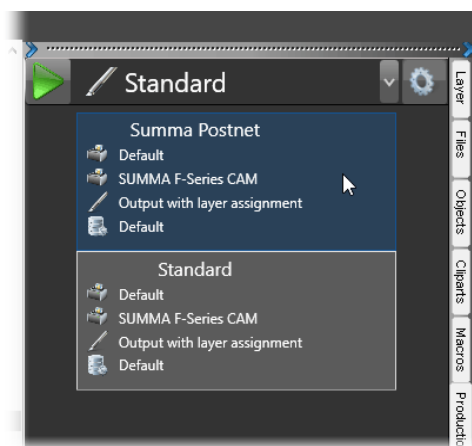 Standard
Summa Postnet
Default
SUMMA F-Series CAM
Output with layer assignment
Default
Standard
Default
SUMMA F-Series CAM
Output with layer assignment
Default
Layer
Files
Objects
Cliparts
Macros
Producti